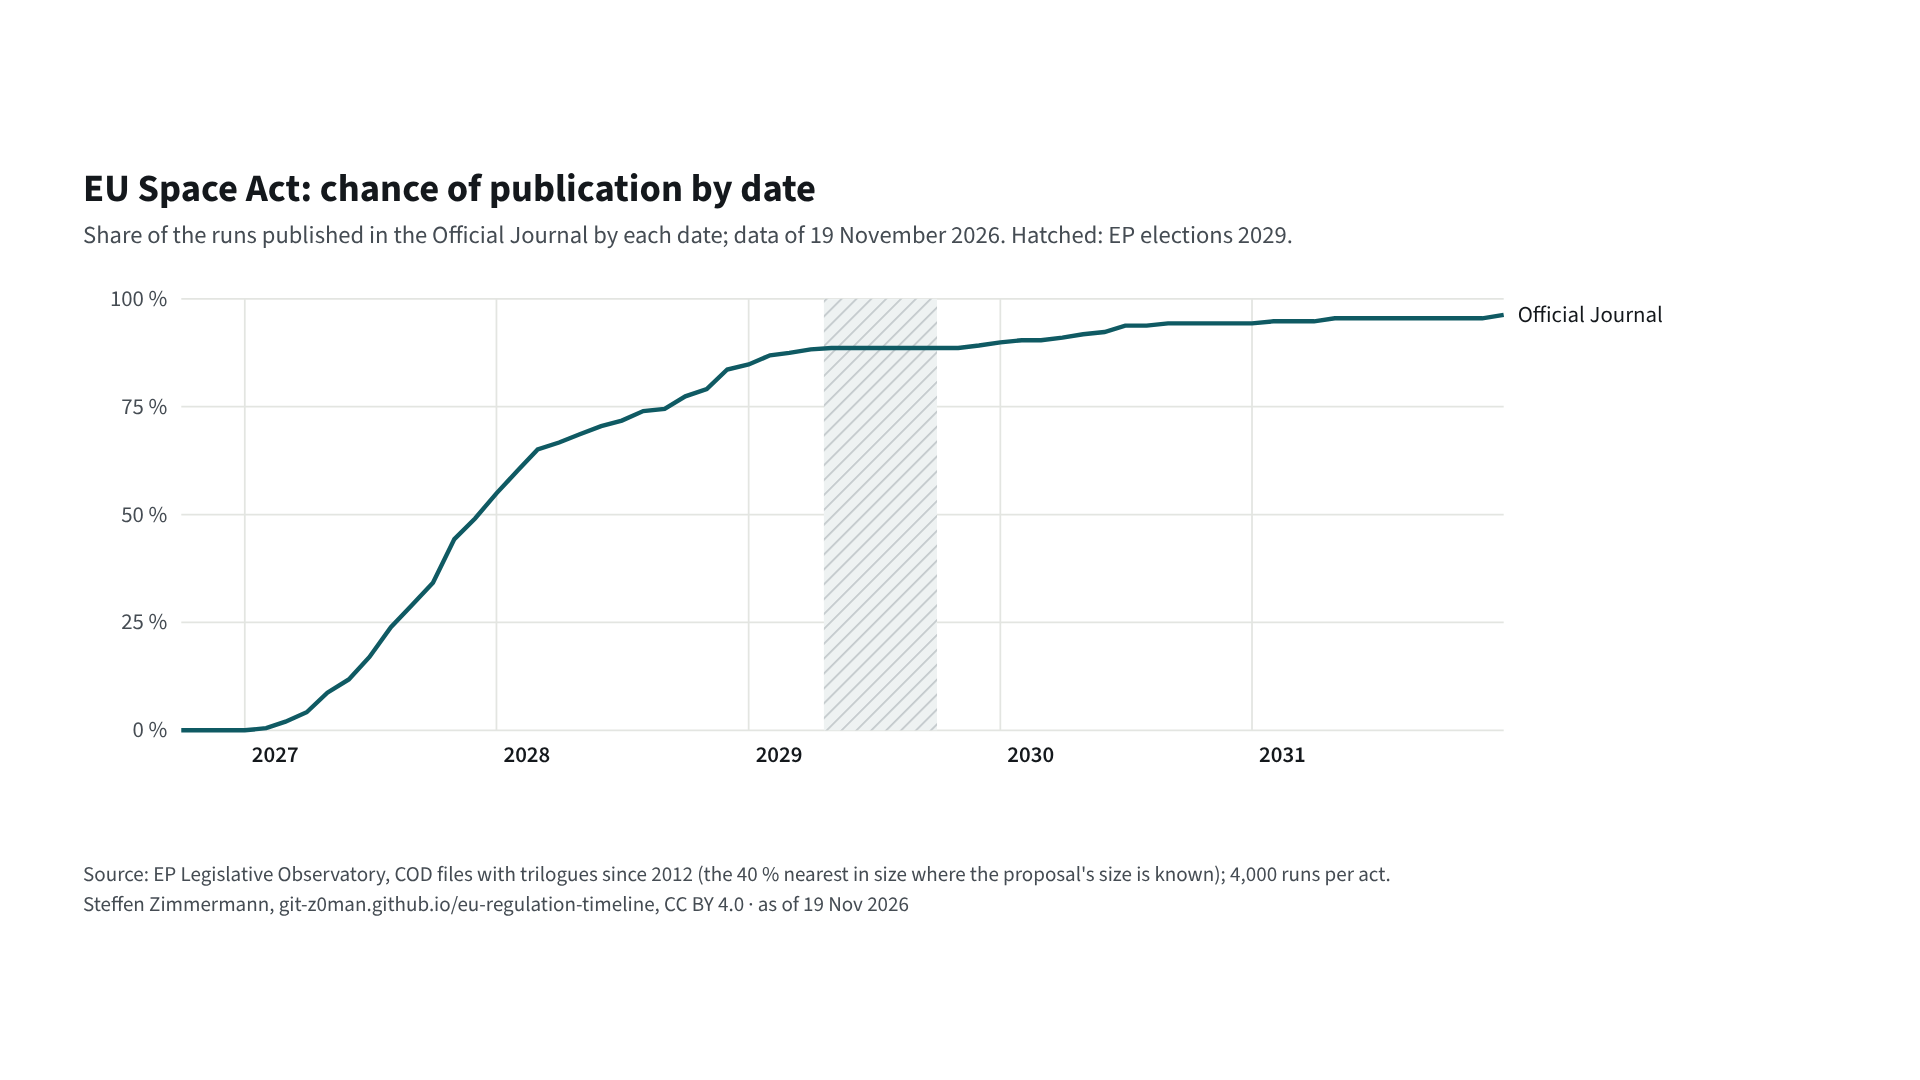 EU Space Act: chance of publication by date
Share of the runs published in the Official Journal by each date; data of 19 November 2026. Hatched: EP elections 2029.
100 %
Official Journal
75 %
50 %
25 %
0 %
2027 2028 2029 2030 2031
Source: EP Legislative Observatory, COD files with trilogues since 2012 (the 40 % nearest in size where the proposal's size is known); 4,000 runs per act.
Steffen Zimmermann, git-z0man.github.io/eu-regulation-timeline, CC BY 4.0 · as of 19 Nov 2026